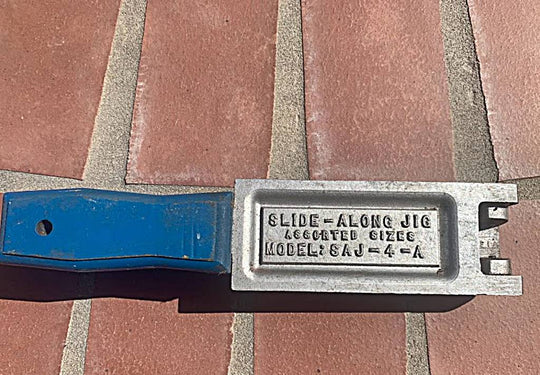 SLIDE-ALONG JIG
ASSORTED SIZES
MODEL: SAJ-4-A